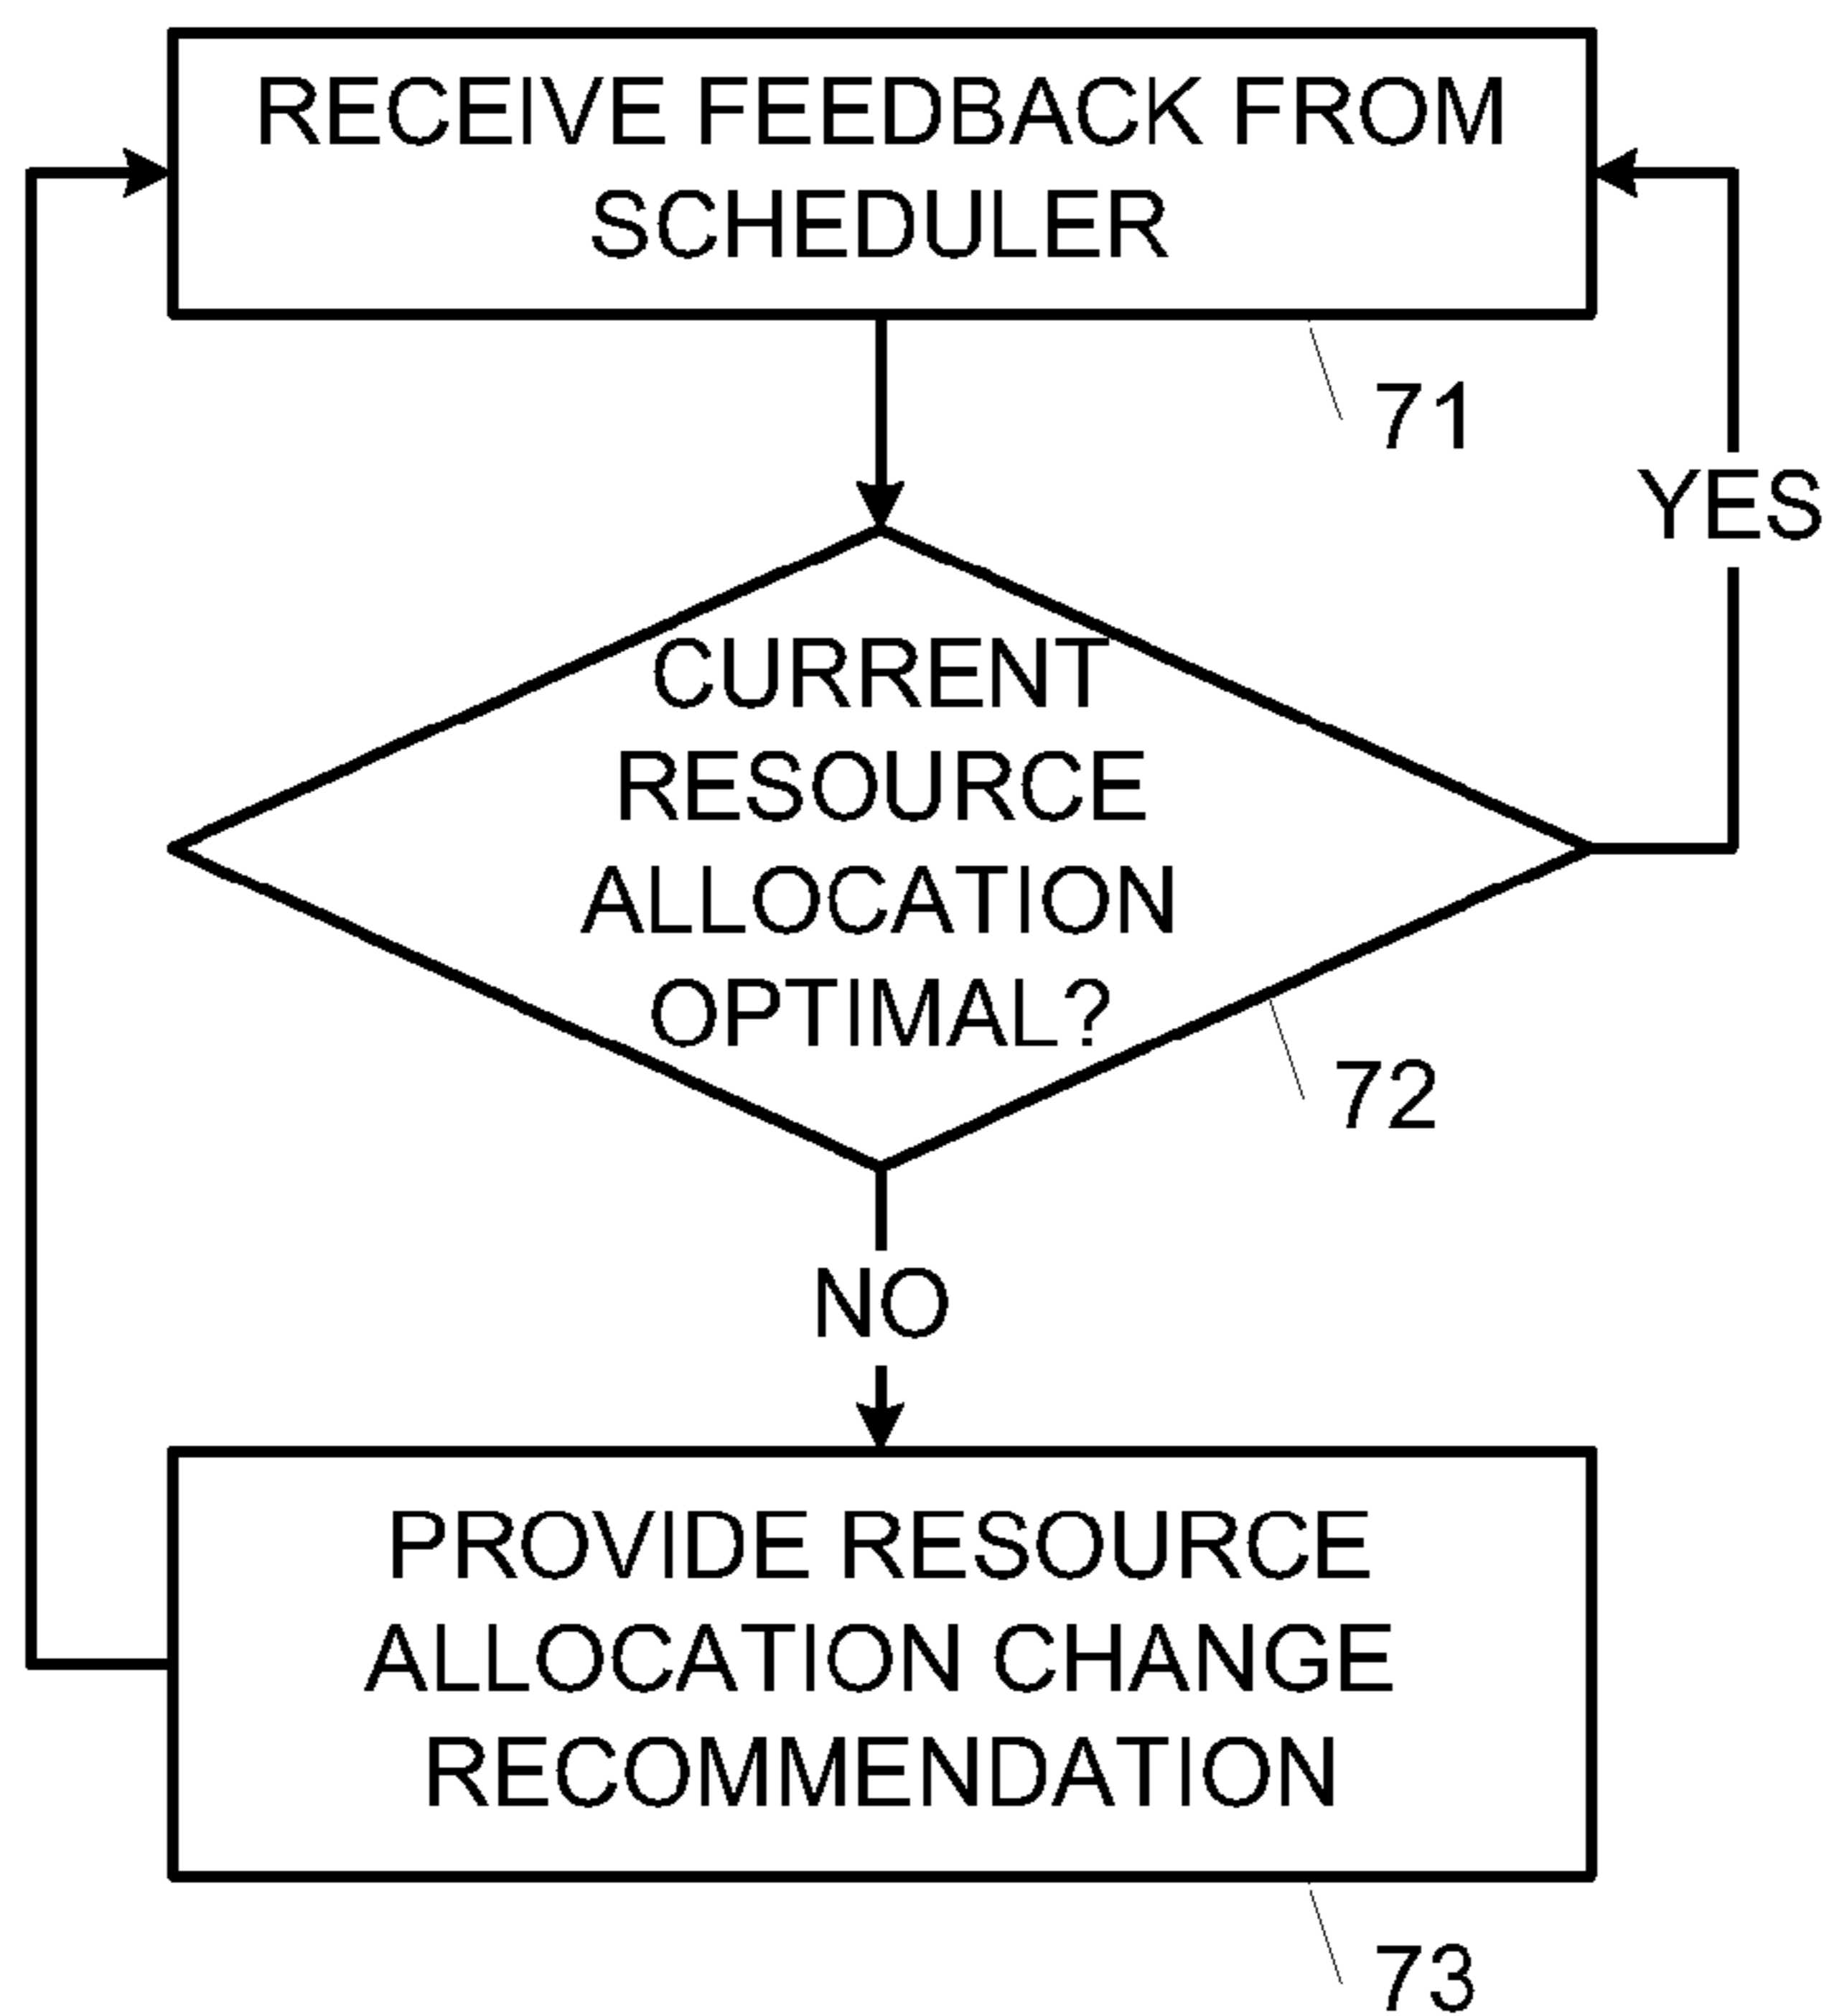 RECEIVE FEEDBACK FROM
SCHEDULER
71
YES
CURRENT
RESOURCE
ALLOCATION
OPTIMAL?
72
NO
PROVIDE RESOURCE
ALLOCATION CHANGE
RECOMMENDATION
73